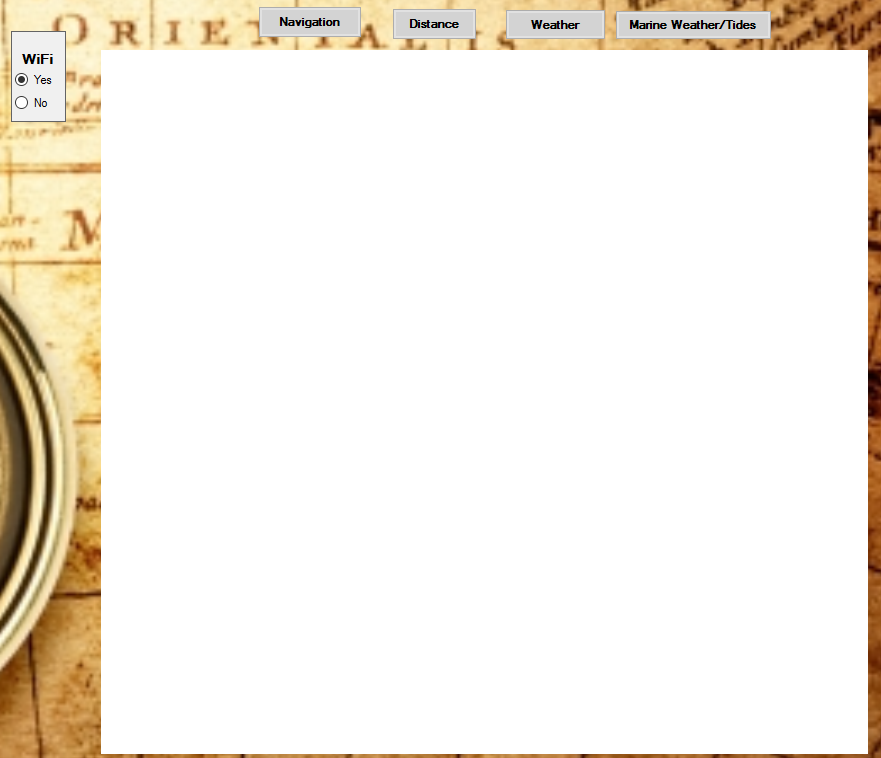 Navigation
Distance
Weather
Marine Weather/Tides
ORIENTALIS
WiFi
Yes
No
M